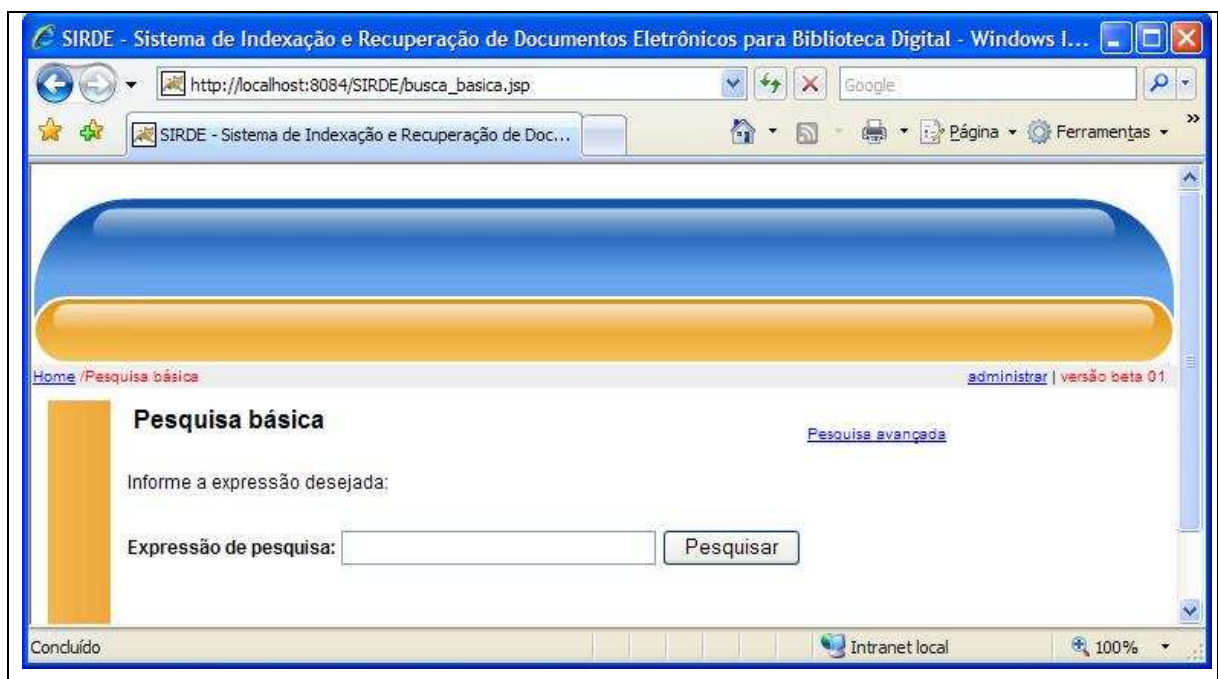 SIRDE - Sistema de Indexação e Recuperação de Documentos Eletrônicos para Biblioteca Digital - Windows I...
http://localhost:8084/SIRDE/busca_basica.jsp
Google
SIRDE - Sistema de Indexação e Recuperação de Doc...
Página
Ferramentas
»
Home /Pesquisa básica
administrar | versão beta 01
Pesquisa básica
Pesquisa avançada
Informe a expressão desejada:
Expressão de pesquisa:
Pesquisar
Concluído
Intranet local
100%